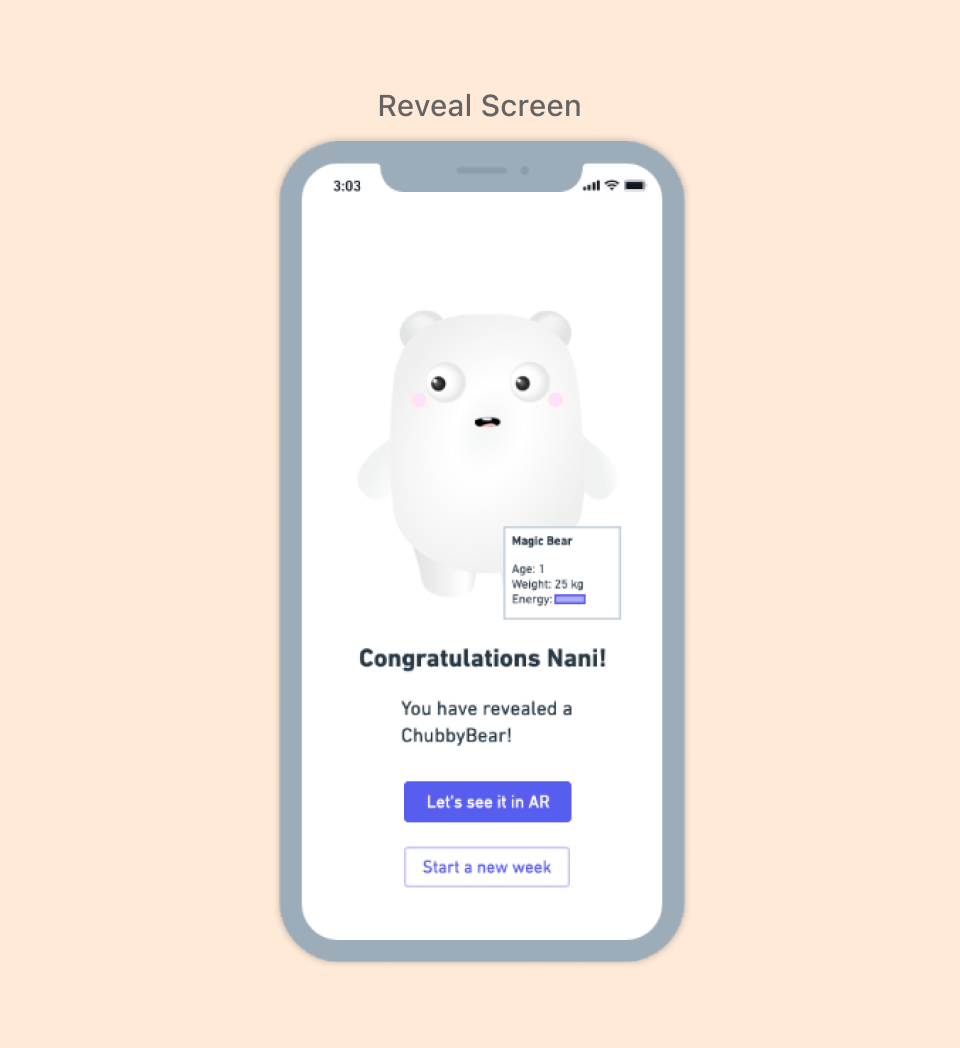 Reveal Screen
3:03
Magic Bear
Age: 1
Weight: 25 kg
Energy:
Congratulations Nani!
You have revealed a
ChubbyBear!
Let's see it in AR
Start a new week